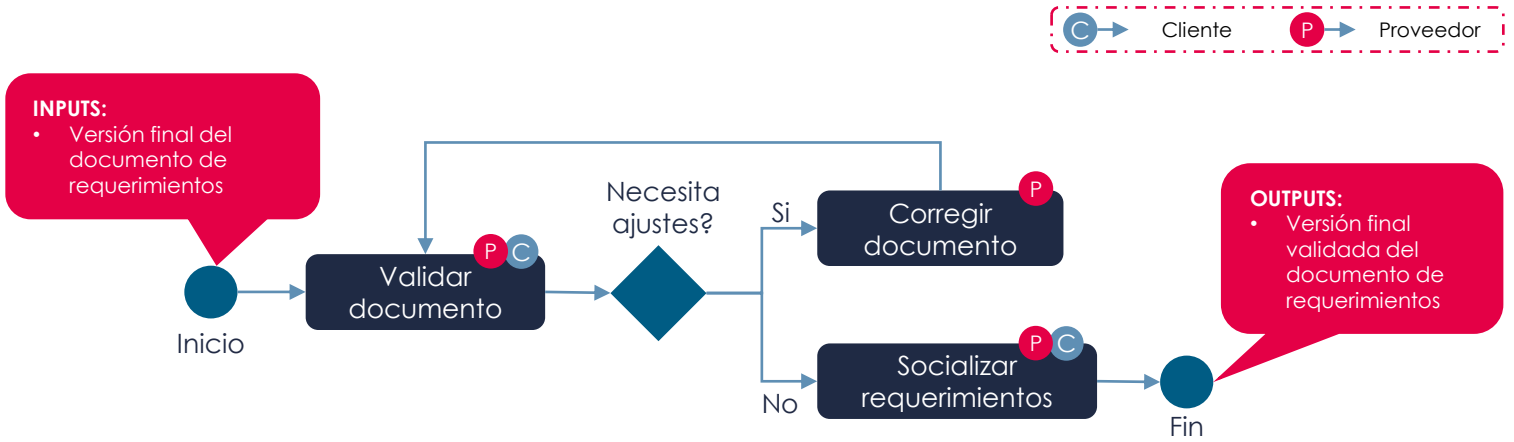 C Cliente P Proveedor
INPUTS:
• Versión final del
documento de
requerimientos
Inicio
P C
Validar
documento
Necesita
ajustes?
Si
P
Corregir
documento
No
P C
Socializar
requerimientos
Fin
OUTPUTS:
• Versión final
validada del
documento de
requerimientos